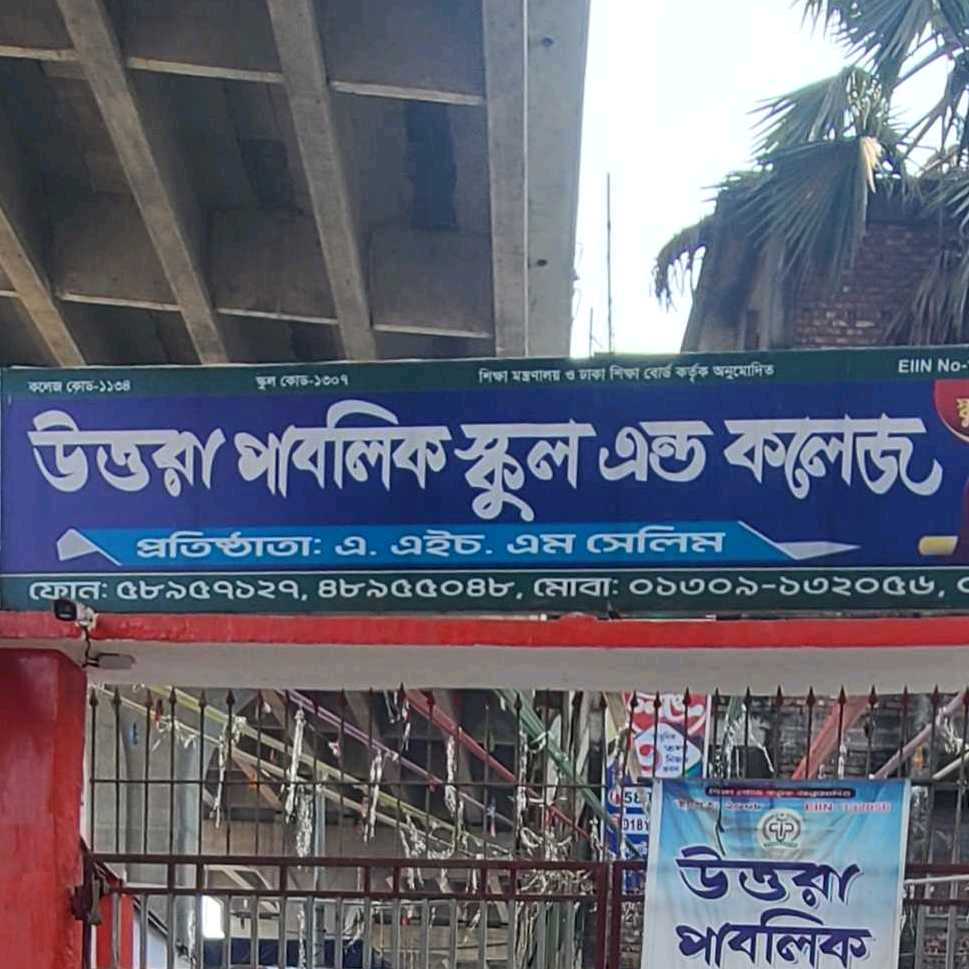 কলেজ কোড-১১৩৪ স্কুল কোড-১৩০৭ শিক্ষা মন্ত্রণালয় ও ঢাকা শিক্ষা বোর্ড কর্তৃক অনুমোদিত EIIN No-
উত্তরা পাবলিক স্কুল এন্ড কলেজ
প্রতিষ্ঠাতা: এ. এইচ. এম সেলিম
ফোন: ৫৮৯৫৭১২৭, ৪৮৯৫৫০৪৮, মোবা: ০১৩০৯-১৩২০৫৬,
উত্তরা
পাবলিক